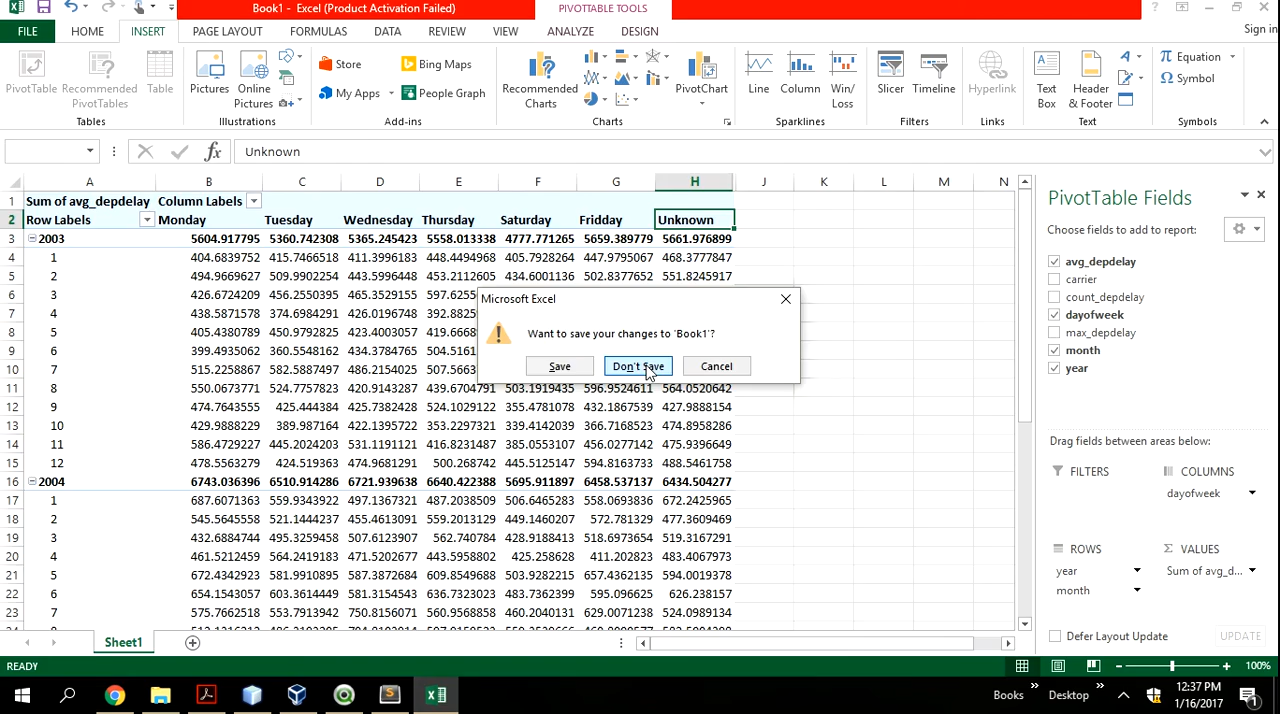 Book1 - Excel (Product Activation Failed)
PIVOTTABLE TOOLS
?
FILE HOME INSERT PAGE LAYOUT FORMULAS DATA REVIEW VIEW ANALYZE DESIGN Sign in
PivotTable Recommended PivotTables Table
Tables
Pictures Online Pictures
Illustrations
Store
My Apps
Bing Maps
People Graph
Add-ins
Recommended Charts
PivotChart
Charts
Line Column Win/ Loss
Sparklines
Slicer Timeline
Filters
Hyperlink
Links
Text Box Header & Footer
Text
Equation
Symbol
Symbols
fx Unknown
A B C D E F G H J K L M N
1 Sum of avg_depdelay Column Labels
2 Row Labels Monday Tuesday Wednesday Thursday Saturday Fridday Unknown
3 2003 5604.917795 5360.742308 5365.245423 5558.013338 4777.771265 5659.389779 5661.976899
4 1 404.6839752 415.7466518 411.3996183 448.4494968 405.7928264 447.9795067 468.3777847
5 2 494.9669627 509.9902254 443.596448 453.2112605 434.6001136 502.8377652 551.8245917
6 3 426.6724209 456.2550395 465.3529155 597.6255
7 4 438.5871578 374.6909286 426.0196748 392.8825
8 5 405.4380789 450.9792825 423.4003057 419.6668
9 6 399.4935062 360.5548162 434.3784765 504.5161
10 7 515.2258867 582.5887497 486.2154359 507.5663
11 8 550.0673771 524.7757823 420.9143287 439.6704791 503.1919435 596.9524611 564.0520642
12 9 474.7643555 425.444384 425.7382428 524.1029122 355.4781078 432.1867539 427.9888154
13 10 429.9888229 389.987164 422.1395722 353.2297321 339.4142039 366.7168523 474.8958286
14 11 586.4729227 445.2024203 531.1191121 416.8231487 385.0553107 456.0277142 475.9396649
15 12 478.5563279 424.519363 474.9681291 500.268742 445.5125147 594.8163733 488.5461758
16 2004 6743.036396 6510.914286 6721.939638 6640.422388 5695.911897 6458.537137 6434.504277
17 1 687.6071363 559.9343922 497.1367321 487.2038509 506.6465283 558.0693836 672.2425965
18 2 545.5645558 521.1444237 455.4613091 559.2013129 449.1460207 572.781329 477.3609469
19 3 432.6884744 495.3259458 507.6123907 562.740784 428.9188413 518.6973654 519.3167291
20 4 461.5212459 564.2419183 471.5202677 443.5958802 425.258628 411.202823 483.4067973
21 5 672.4342923 581.9910895 587.3872684 609.8549688 503.9282215 657.4362135 594.0019378
22 6 654.1543057 603.3614449 581.3154543 636.7323023 483.7362399 595.096625 626.238157
23 7 575.7662518 553.7913942 750.8156071 560.9568858 460.2040131 629.0071238 524.0989134
Microsoft Excel
Want to save your changes to 'Book1'?
Save Don't Save Cancel
PivotTable Fields
Choose fields to add to report:
avg_depdelay
carrier
count_depdelay
dayofweek
max_depdelay
month
year
Drag fields between areas below:
FILTERS COLUMNS
dayofweek
ROWS Σ VALUES
year Sum of avg_d...
month
Defer Layout Update UPDATE
Sheet1
READY 100%
Books Desktop 12:37 PM
1/16/2017
1